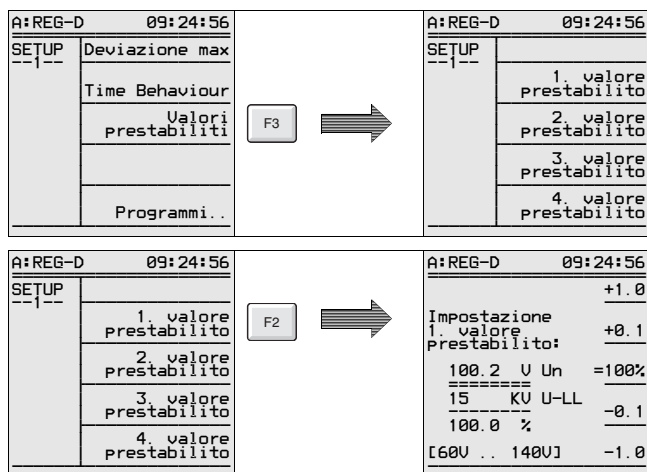 A:REG-D 09:24:56
SETUP
--1--
Deviazione max
Time Behaviour
Valori
prestabiliti
Programmi..
F3
A:REG-D 09:24:56
SETUP
--1--
1. valore
prestabilito
2. valore
prestabilito
3. valore
prestabilito
4. valore
prestabilito
A:REG-D 09:24:56
SETUP
--1--
1. valore
prestabilito
2. valore
prestabilito
3. valore
prestabilito
4. valore
prestabilito
F2
A:REG-D 09:24:56
+1.0
Impostazione
1. valore +0.1
prestabilito:
100.2 V Un =100%
15 KV U-LL
-0.1
100.0 %
[60V .. 140V] -1.0